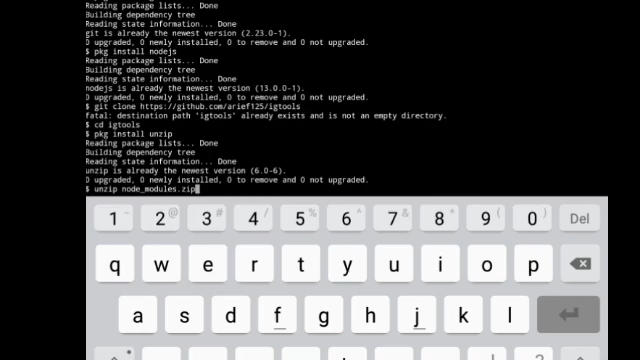 Reading package lists... Done
Building dependency tree
Reading state information... Done
git is already the newest version (2.23.0-1).
0 upgraded, 0 newly installed, 0 to remove and 0 not upgraded.
$ pkg install nodejs
Reading package lists... Done
Building dependency tree
Reading state information... Done
nodejs is already the newest version (13.0.0-1).
0 upgraded, 0 newly installed, 0 to remove and 0 not upgraded.
$ git clone https://github.com/arief125/igtools
fatal: destination path 'igtools' already exists and is not an empty directory.
$ cd igtools
$ pkg install unzip
Reading package lists... Done
Building dependency tree
Reading state information... Done
unzip is already the newest version (6.0-6).
0 upgraded, 0 newly installed, 0 to remove and 0 not upgraded.
$ unzip node_modules.zip
1 ~ 2 @ 3 # 4 / 5 % 6 ^ 7 & 8 * 9 ( 0 ) Del
q w e r t y u i o p
a s d f g h j k l